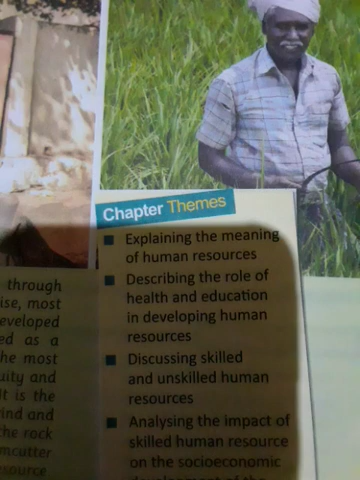 Chapter Themes
Explaining the meaning
of human resources
Describing the role of
health and education
in developing human
resources
Discussing skilled
and unskilled human
resources
Analysing the impact of
skilled human resource
on the socioeconomic
through
ise, most
eveloped
ed as a
he most
uity and
It is the
ind and
the rock
mcutter
esource